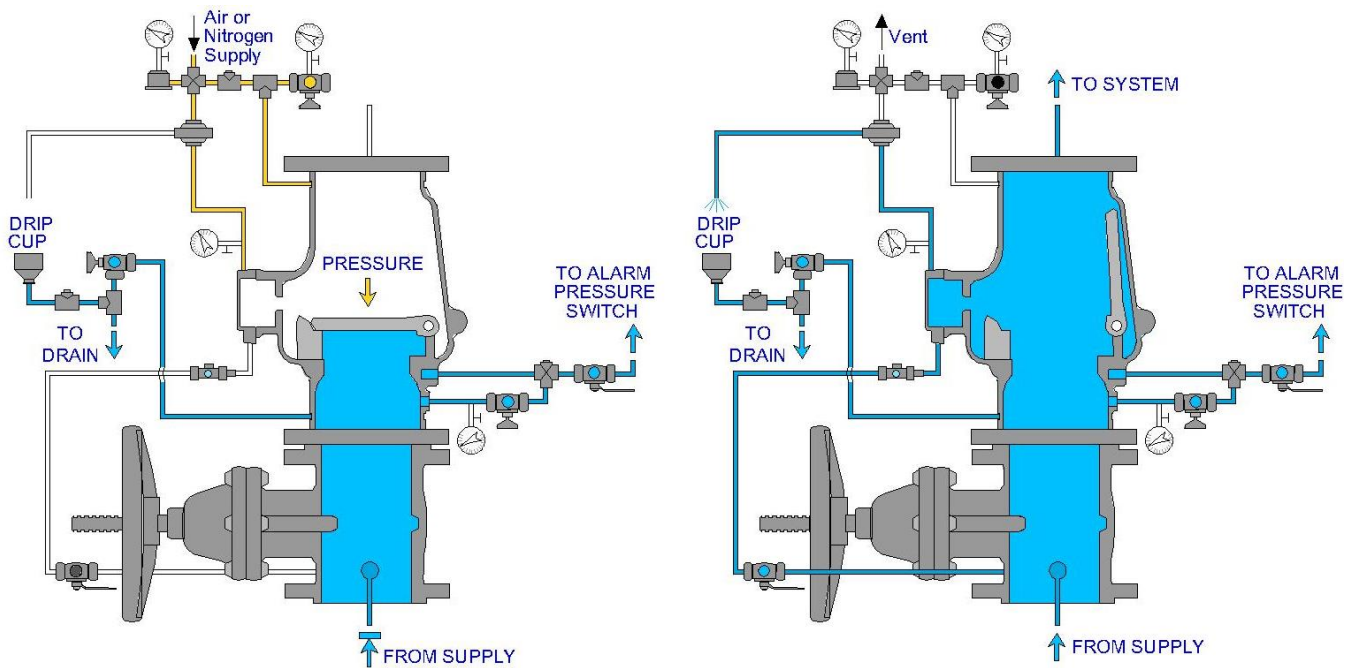 Air or
Nitrogen
Supply
DRIP
CUP
PRESSURE
TO
DRAIN
TO ALARM
PRESSURE
SWITCH
FROM SUPPLY
Vent
TO SYSTEM
DRIP
CUP
TO
DRAIN
TO ALARM
PRESSURE
SWITCH
FROM SUPPLY